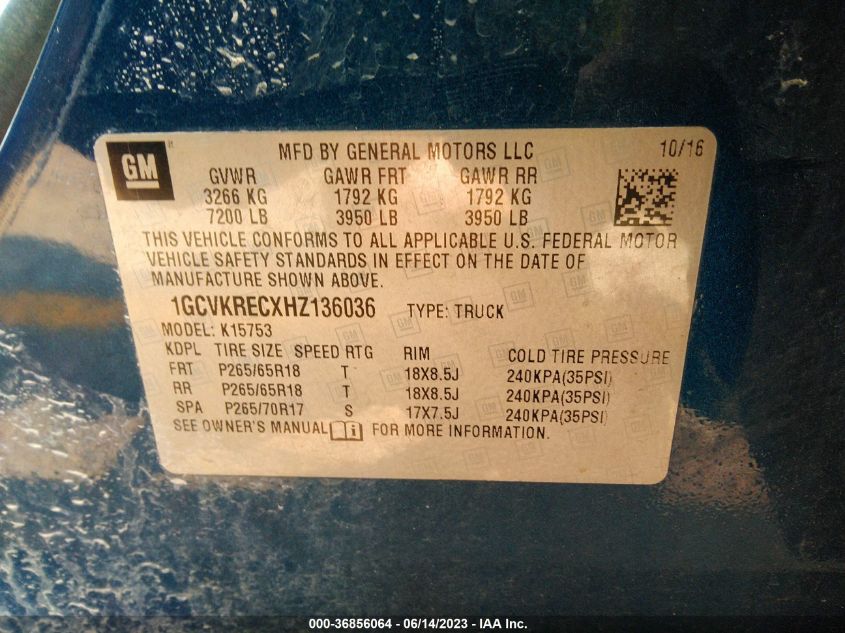 GM
MFD BY GENERAL MOTORS LLC 10/16
GVWR GAWR FRT GAWR RR
3266 KG 1792 KG 1792 KG
7200 LB 3950 LB 3950 LB
THIS VEHICLE CONFORMS TO ALL APPLICABLE U.S. FEDERAL MOTOR
VEHICLE SAFETY STANDARDS IN EFFECT ON THE DATE OF
MANUFACTURE SHOWN ABOVE.
1GCVKRECXHZ136036 TYPE: TRUCK
MODEL: K15753
KDPL TIRE SIZE SPEED RTG RIM COLD TIRE PRESSURE
FRT P265/65R18 T 18X8.5J 240KPA(35PSI)
RR P265/65R18 T 18X8.5J 240KPA(35PSI)
SPA P265/70R17 S 17X7.5J 240KPA(35PSI)
SEE OWNER'S MANUAL FOR MORE INFORMATION.
000-36856064 - 06/14/2023 - IAA Inc.